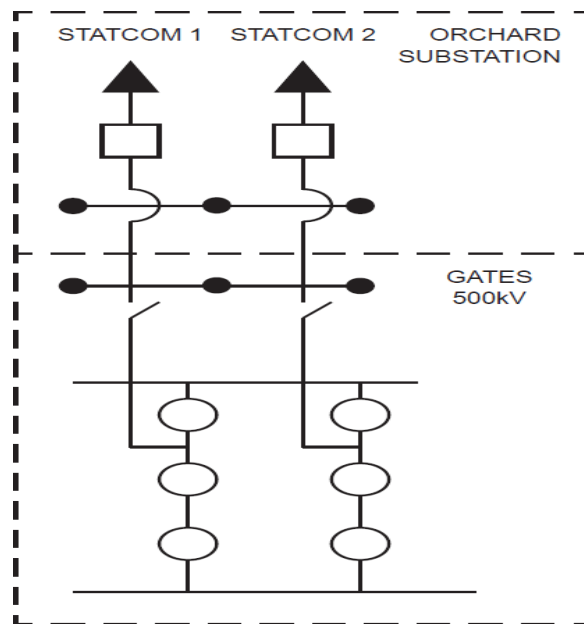 STATCOM 1
STATCOM 2
ORCHARD
SUBSTATION
GATES
500kV